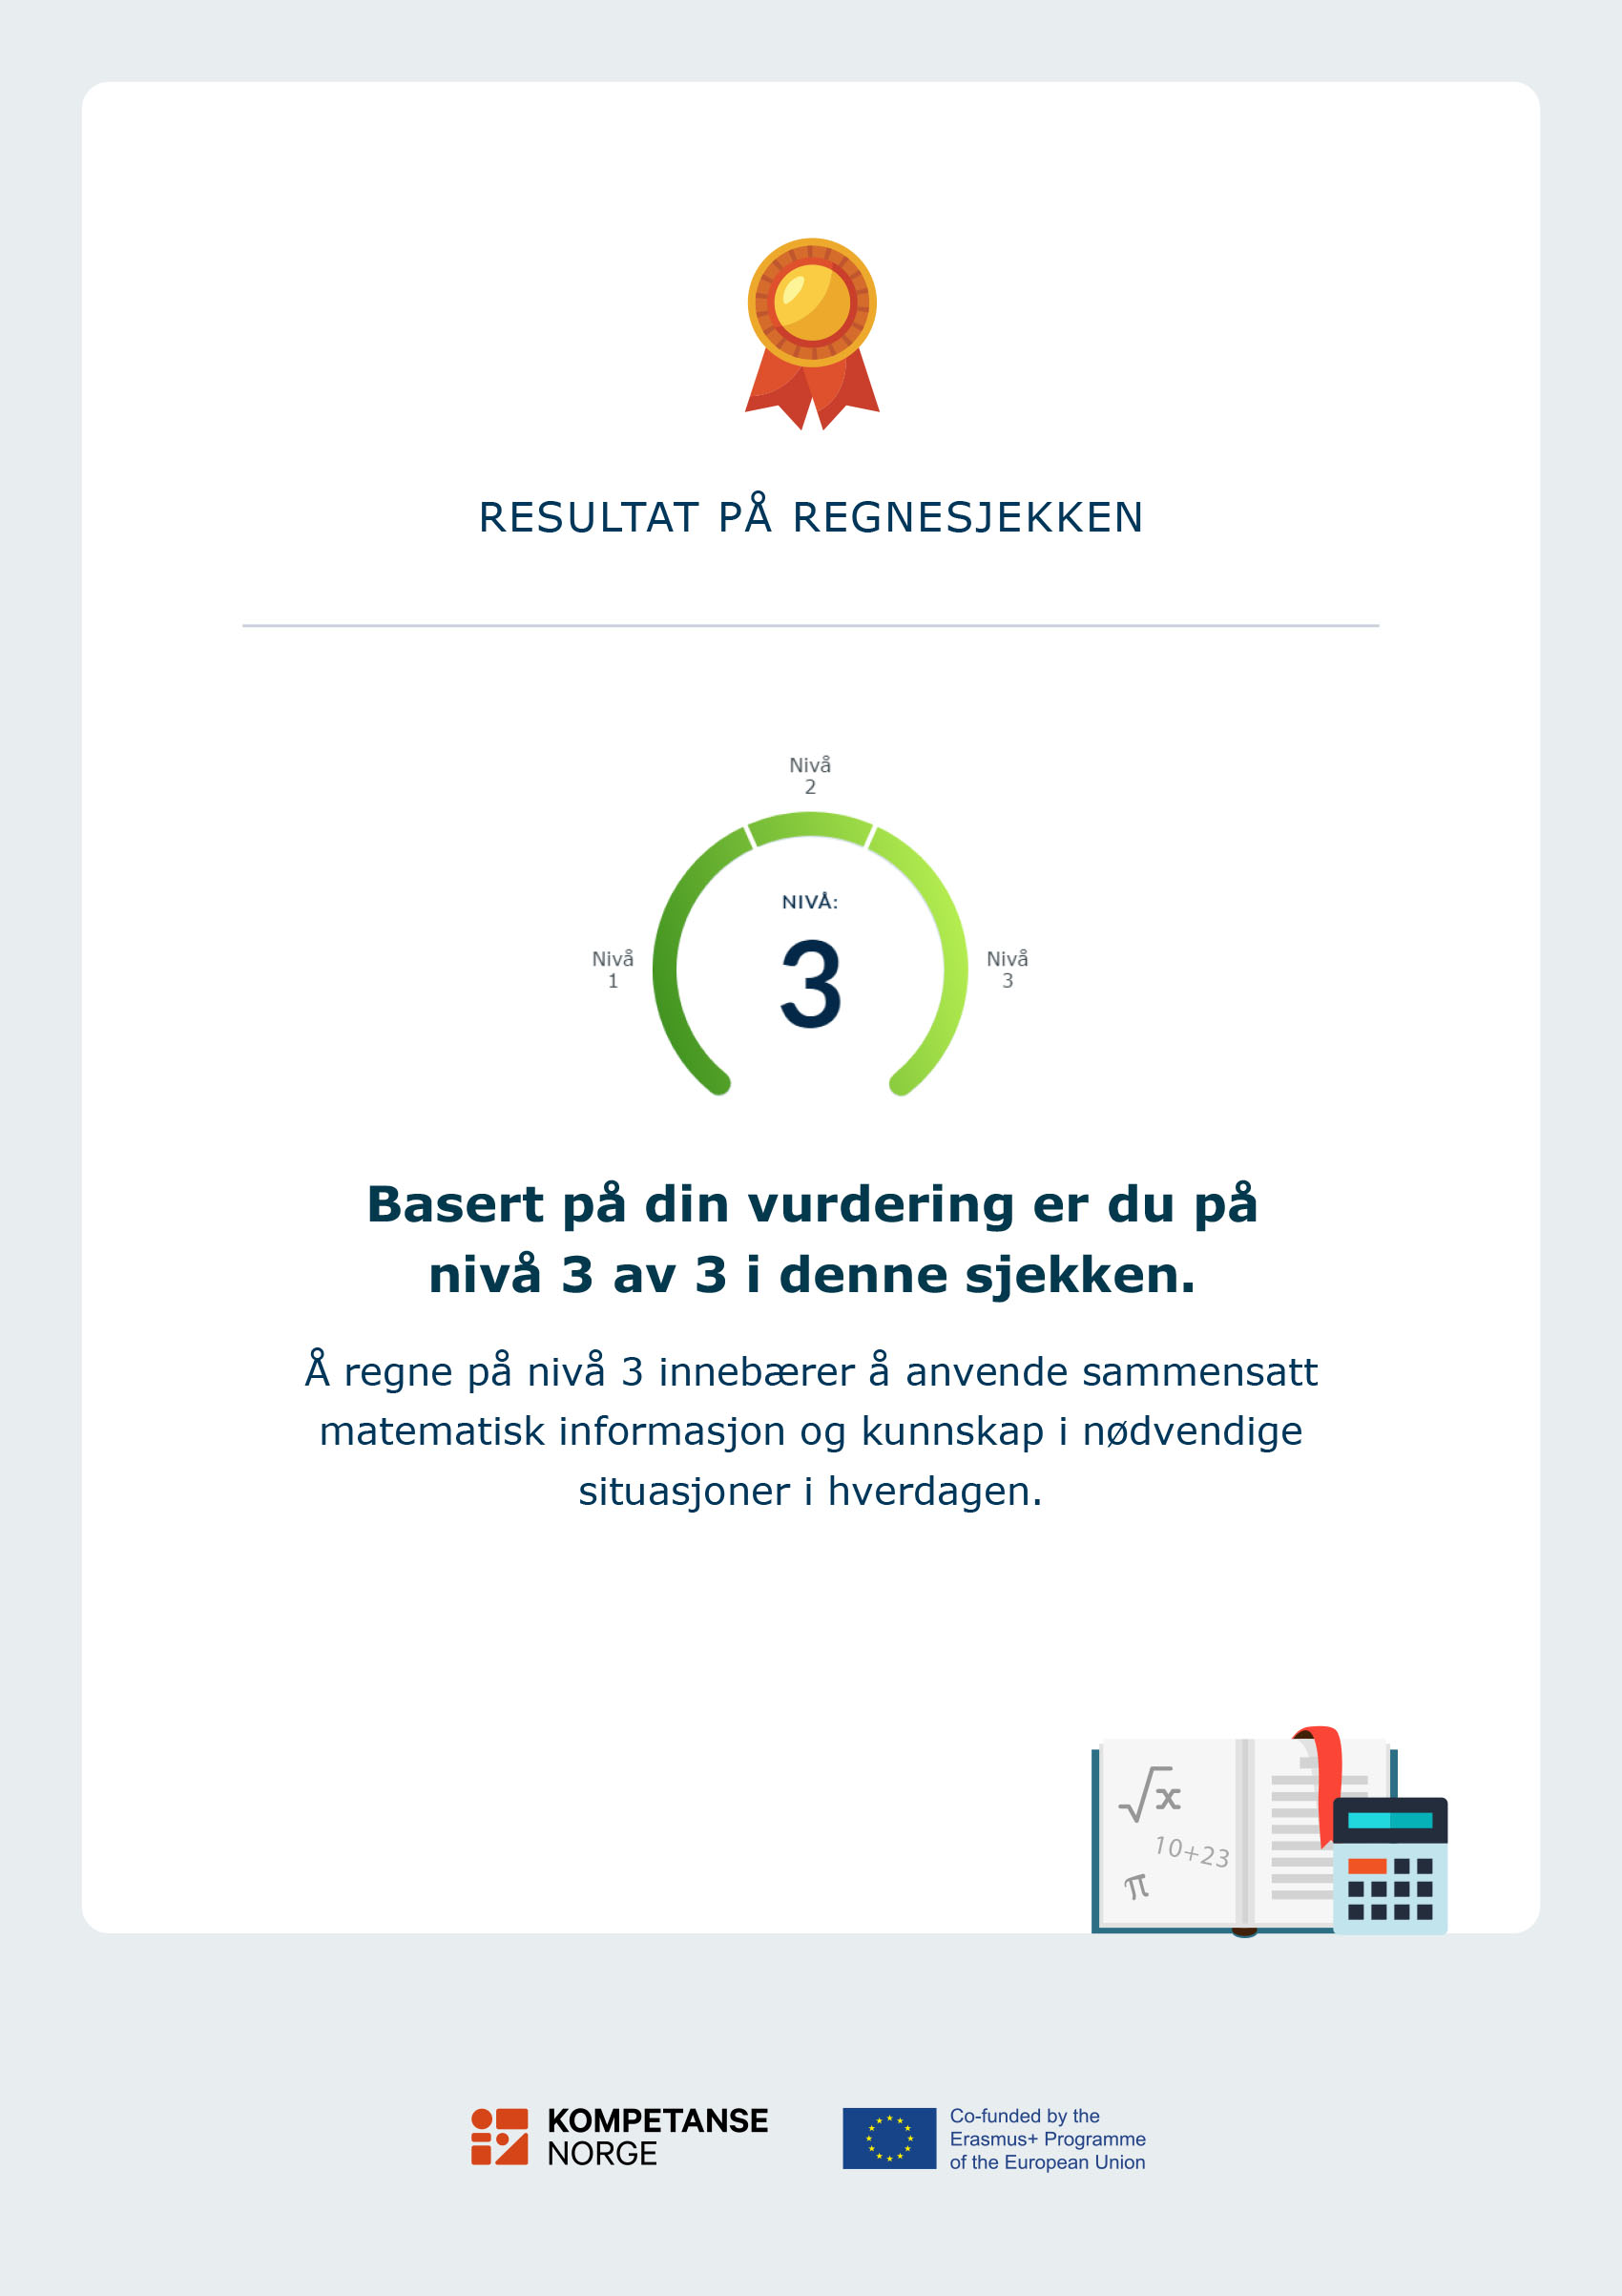 RESULTAT PÅ REGNESJEKKEN
Nivå
2
NIVÅ:
3
Nivå
1
Nivå
3
Basert på din vurdering er du på
nivå 3 av 3 i denne sjekken.
Å regne på nivå 3 innebærer å anvende sammensatt
matematisk informasjon og kunnskap i nødvendige
situasjoner i hverdagen.
√x
10+23
π
KOMPETANSE
NORGE
Co-funded by the
Erasmus+ Programme
of the European Union